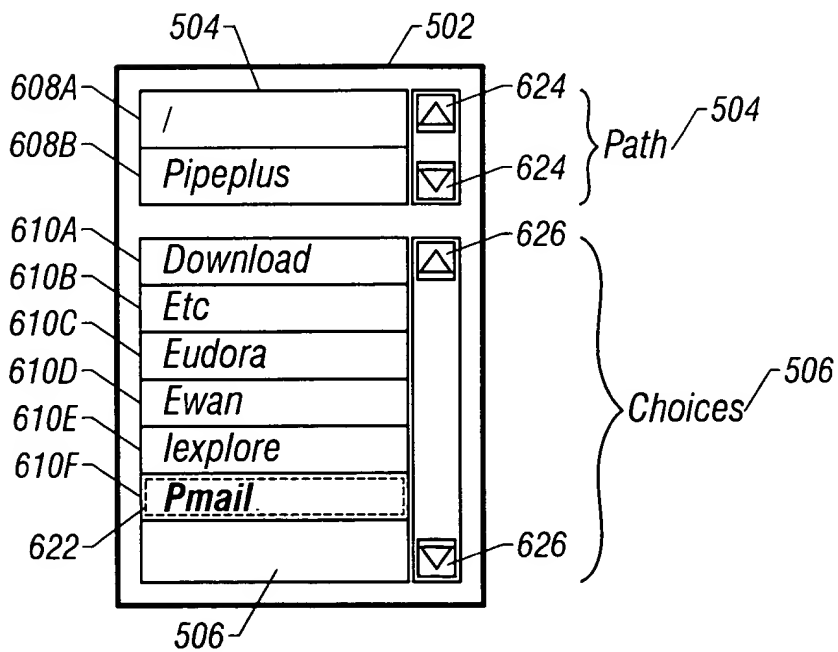 504 502
608A / 624
608B Pipeplus 624 Path 504
610A Download 626
610B Etc
610C Eudora
610D Ewan Choices 506
610E Iexplore
610F Pmail
622 626
506